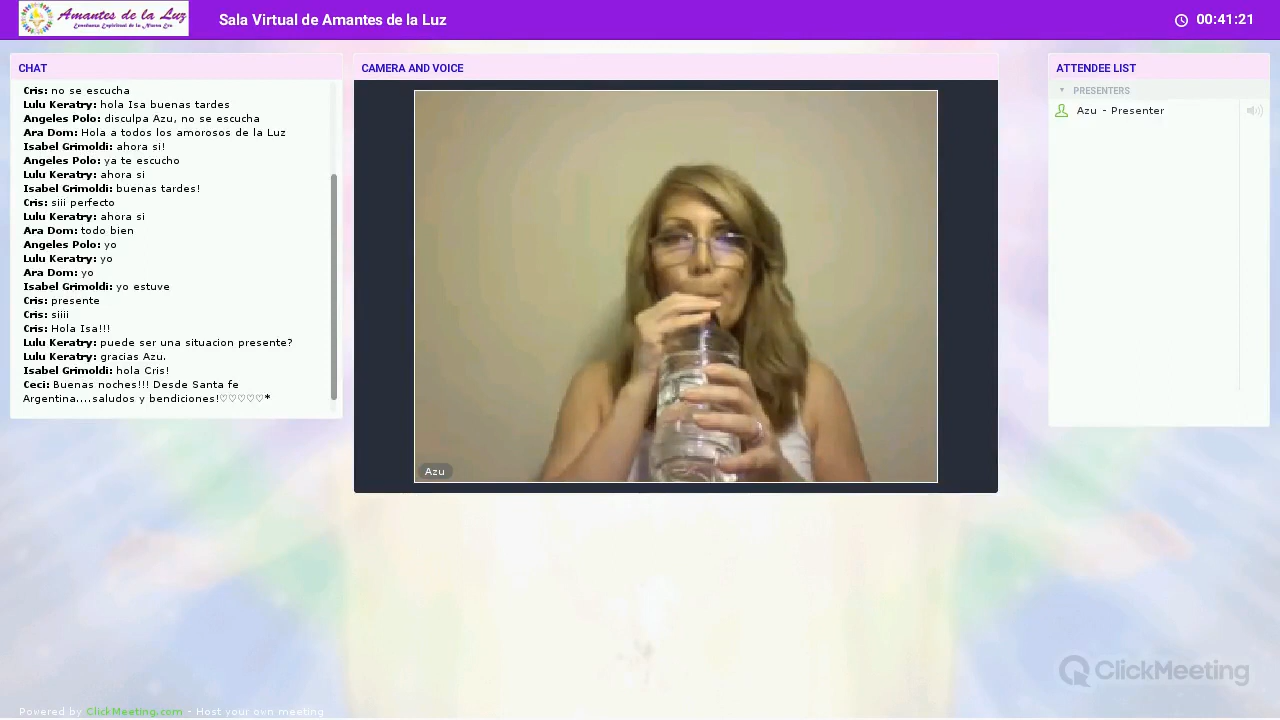 Amantes de la Luz
Enseñanza Espiritual de la Nueva Era
Sala Virtual de Amantes de la Luz
00:41:21
CHAT
Cris: no se escucha
Lulu Keratry: hola Isa buenas tardes
Angeles Polo: disculpa Azu, no se escucha
Ara Dom: Hola a todos los amorosos de la Luz
Isabel Grimoldi: ahora si!
Angeles Polo: ya te escucho
Lulu Keratry: ahora si
Isabel Grimoldi: buenas tardes!
Cris: siii perfecto
Lulu Keratry: ahora si
Ara Dom: todo bien
Angeles Polo: yo
Lulu Keratry: yo
Ara Dom: yo
Isabel Grimoldi: yo estuve
Cris: presente
Cris: siiii
Cris: Hola Isa!!!
Lulu Keratry: puede ser una situacion presente?
Lulu Keratry: gracias Azu.
Isabel Grimoldi: hola Cris!
Ceci: Buenas noches!!! Desde Santa fe
Argentina....saludos y bendiciones!♡♡♡♡♡*
CAMERA AND VOICE
Azu
ATTENDEE LIST
PRESENTERS
Azu - Presenter
ClickMeeting
Powered by ClickMeeting.com - Host your own meeting